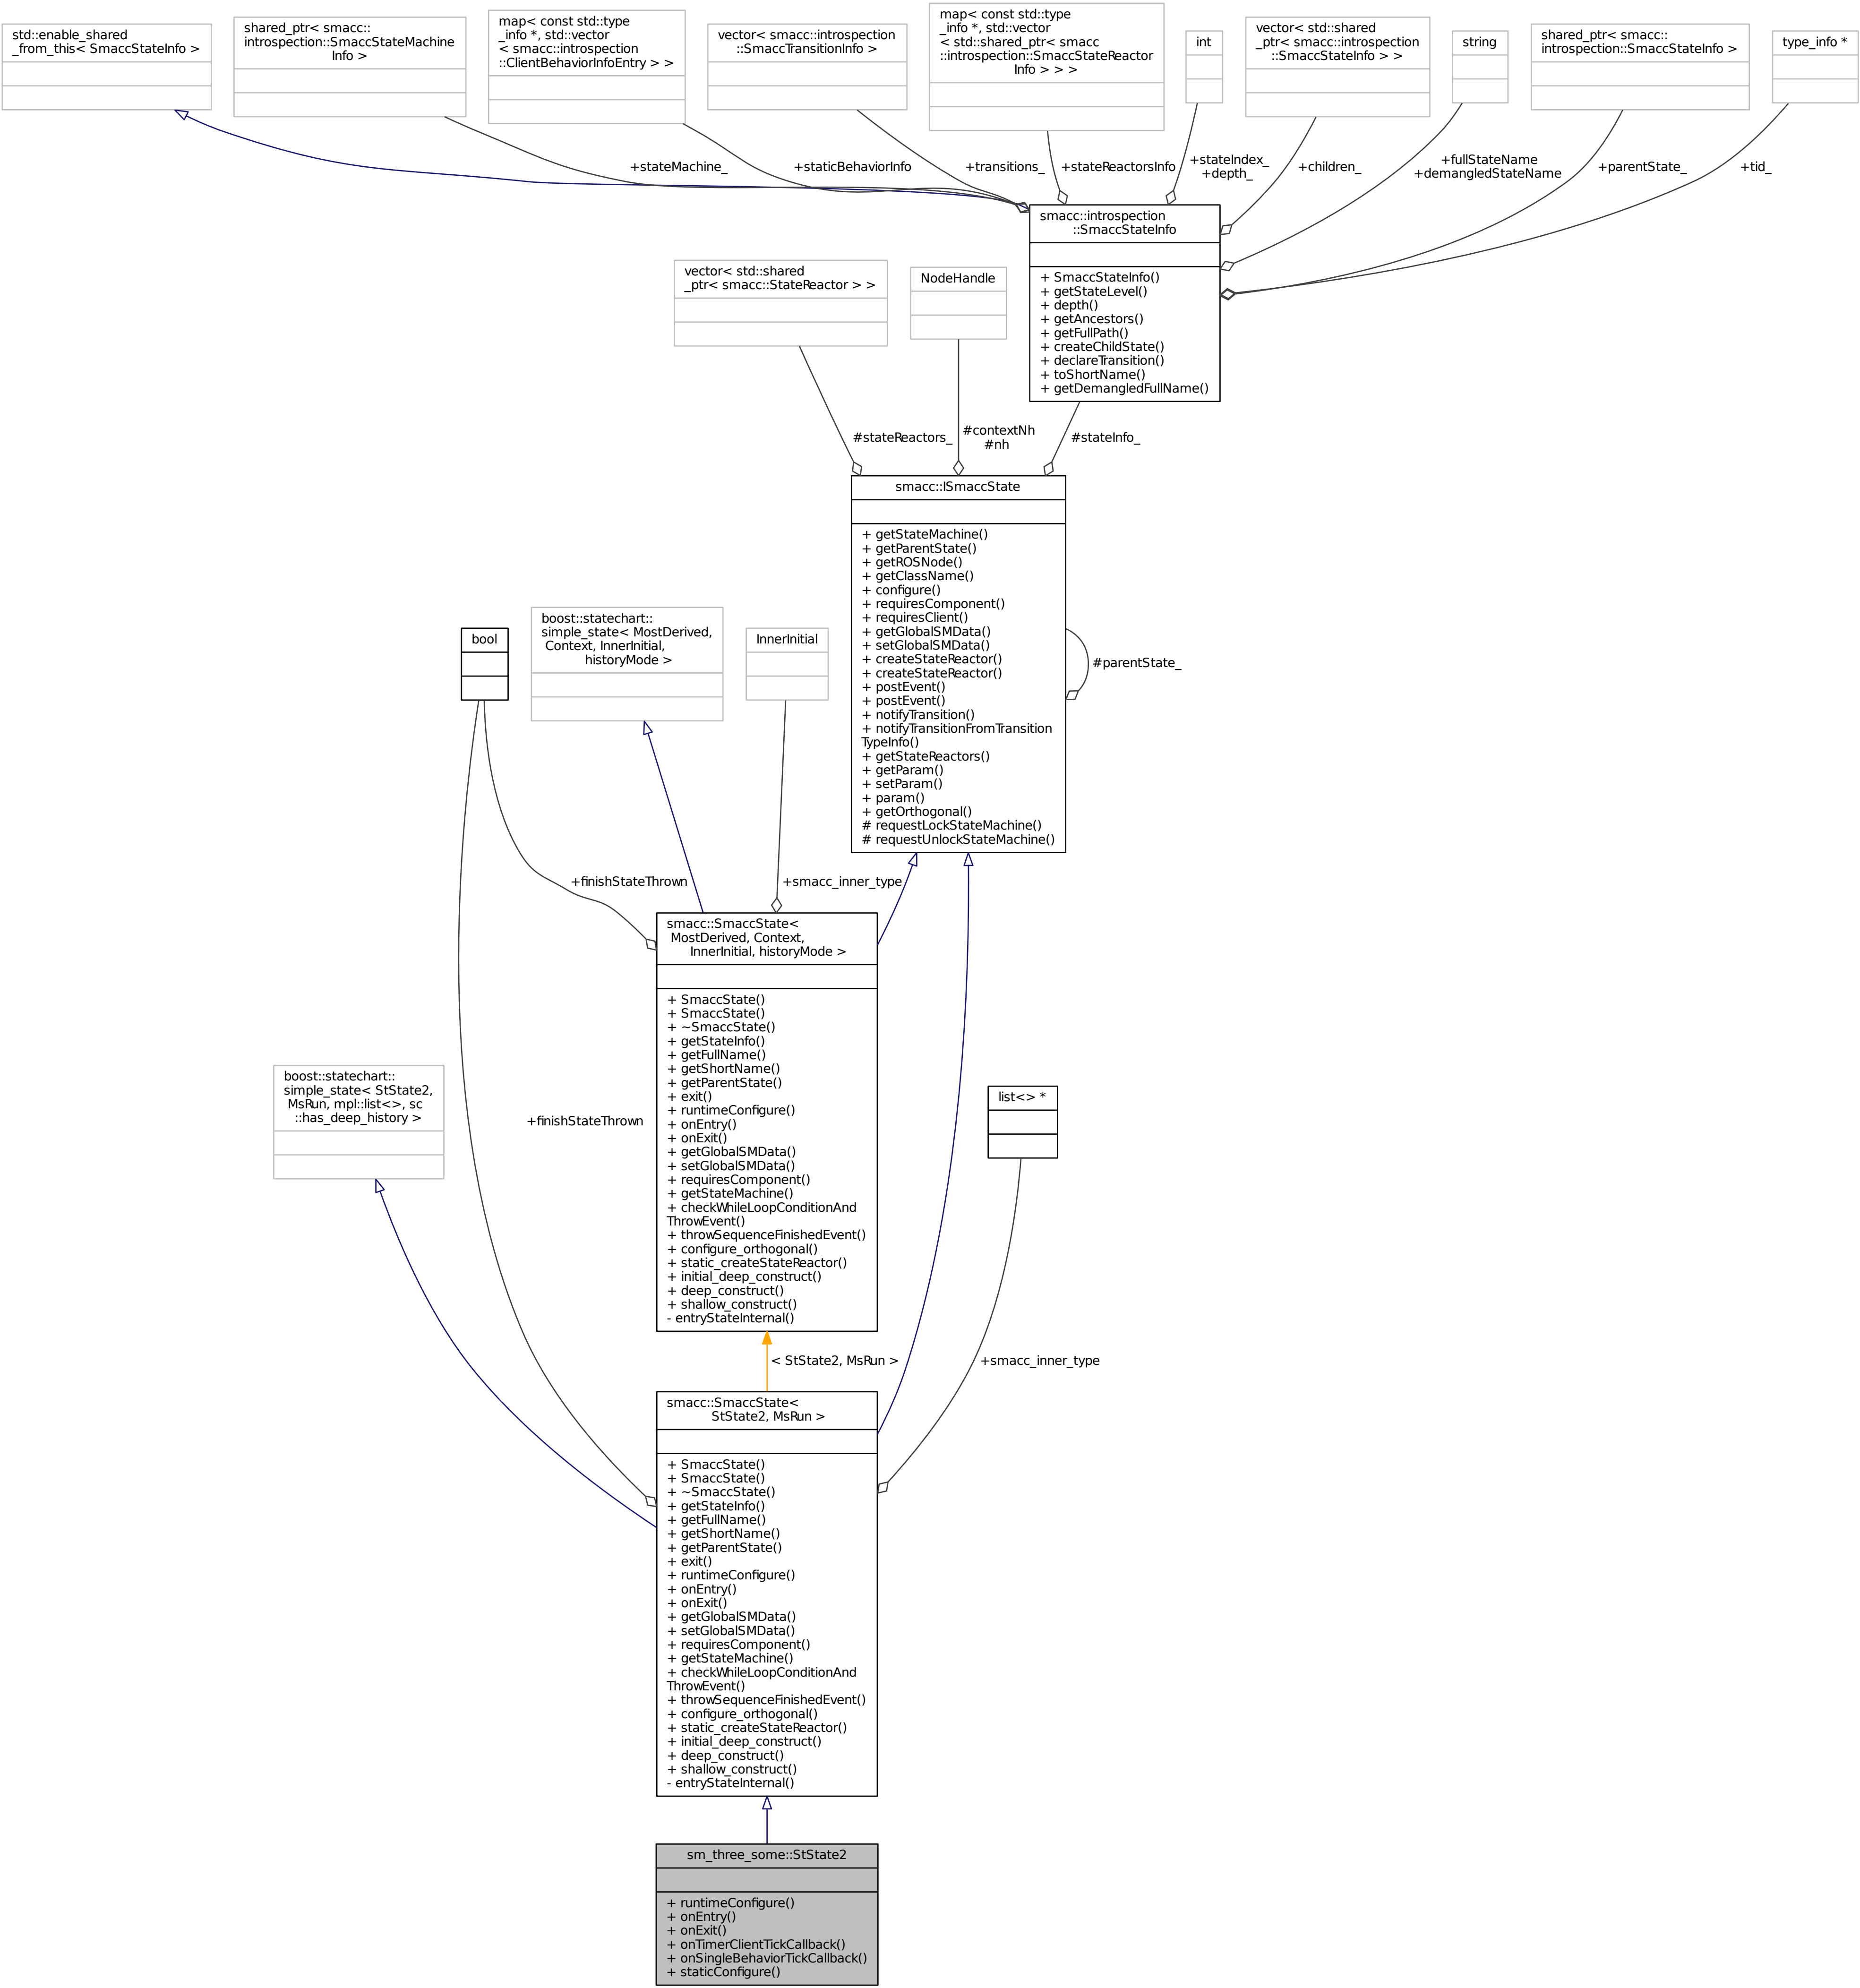 std::enable_shared
_from_this< SmaccStateInfo >
shared_ptr< smacc::
introspection::SmaccStateMachine
Info >
map< const std::type
_info *, std::vector
< smacc::introspection
::ClientBehaviorInfoEntry > >
vector< smacc::introspection
::SmaccTransitionInfo >
map< const std::type
_info *, std::vector
< std::shared_ptr< smacc
::introspection::SmaccStateReactor
Info > > >
int
vector< std::shared
_ptr< smacc::introspection
::SmaccStateInfo > >
string
shared_ptr< smacc::
introspection::SmaccStateInfo >
type_info *
+stateMachine_
+staticBehaviorInfo
+transitions_
+stateReactorsInfo
+stateIndex_
+depth_
+children_
+fullStateName
+demangledStateName
+parentState_
+tid_
smacc::introspection
::SmaccStateInfo
+ SmaccStateInfo()
+ getStateLevel()
+ depth()
+ getAncestors()
+ getFullPath()
+ createChildState()
+ declareTransition()
+ toShortName()
+ getDemangledFullName()
vector< std::shared
_ptr< smacc::StateReactor > >
NodeHandle
#stateReactors_
#contextNh
#nh
#stateInfo_
smacc::ISmaccState
+ getStateMachine()
+ getParentState()
+ getROSNode()
+ getClassName()
+ configure()
+ requiresComponent()
+ requiresClient()
+ getGlobalSMData()
+ setGlobalSMData()
+ createStateReactor()
+ createStateReactor()
+ postEvent()
+ postEvent()
+ notifyTransition()
+ notifyTransitionFromTransition
TypeInfo()
+ getStateReactors()
+ getParam()
+ setParam()
+ param()
+ getOrthogonal()
# requestLockStateMachine()
# requestUnlockStateMachine()
#parentState_
bool
boost::statechart::
simple_state< MostDerived,
Context, InnerInitial,
historyMode >
InnerInitial
+finishStateThrown
+smacc_inner_type
smacc::SmaccState<
MostDerived, Context,
InnerInitial, historyMode >
+ SmaccState()
+ SmaccState()
+ ~SmaccState()
+ getStateInfo()
+ getFullName()
+ getShortName()
+ getParentState()
+ exit()
+ runtimeConfigure()
+ onEntry()
+ onExit()
+ getGlobalSMData()
+ setGlobalSMData()
+ requiresComponent()
+ getStateMachine()
+ checkWhileLoopConditionAnd
ThrowEvent()
+ throwSequenceFinishedEvent()
+ configure_orthogonal()
+ static_createStateReactor()
+ initial_deep_construct()
+ deep_construct()
+ shallow_construct()
- entryStateInternal()
boost::statechart::
simple_state< StState2,
MsRun, mpl::list<>, sc
::has_deep_history >
+finishStateThrown
list<> *
< StState2, MsRun >
+smacc_inner_type
smacc::SmaccState<
StState2, MsRun >
+ SmaccState()
+ SmaccState()
+ ~SmaccState()
+ getStateInfo()
+ getFullName()
+ getShortName()
+ getParentState()
+ exit()
+ runtimeConfigure()
+ onEntry()
+ onExit()
+ getGlobalSMData()
+ setGlobalSMData()
+ requiresComponent()
+ getStateMachine()
+ checkWhileLoopConditionAnd
ThrowEvent()
+ throwSequenceFinishedEvent()
+ configure_orthogonal()
+ static_createStateReactor()
+ initial_deep_construct()
+ deep_construct()
+ shallow_construct()
- entryStateInternal()
sm_three_some::StState2
+ runtimeConfigure()
+ onEntry()
+ onExit()
+ onTimerClientTickCallback()
+ onSingleBehaviorTickCallback()
+ staticConfigure()